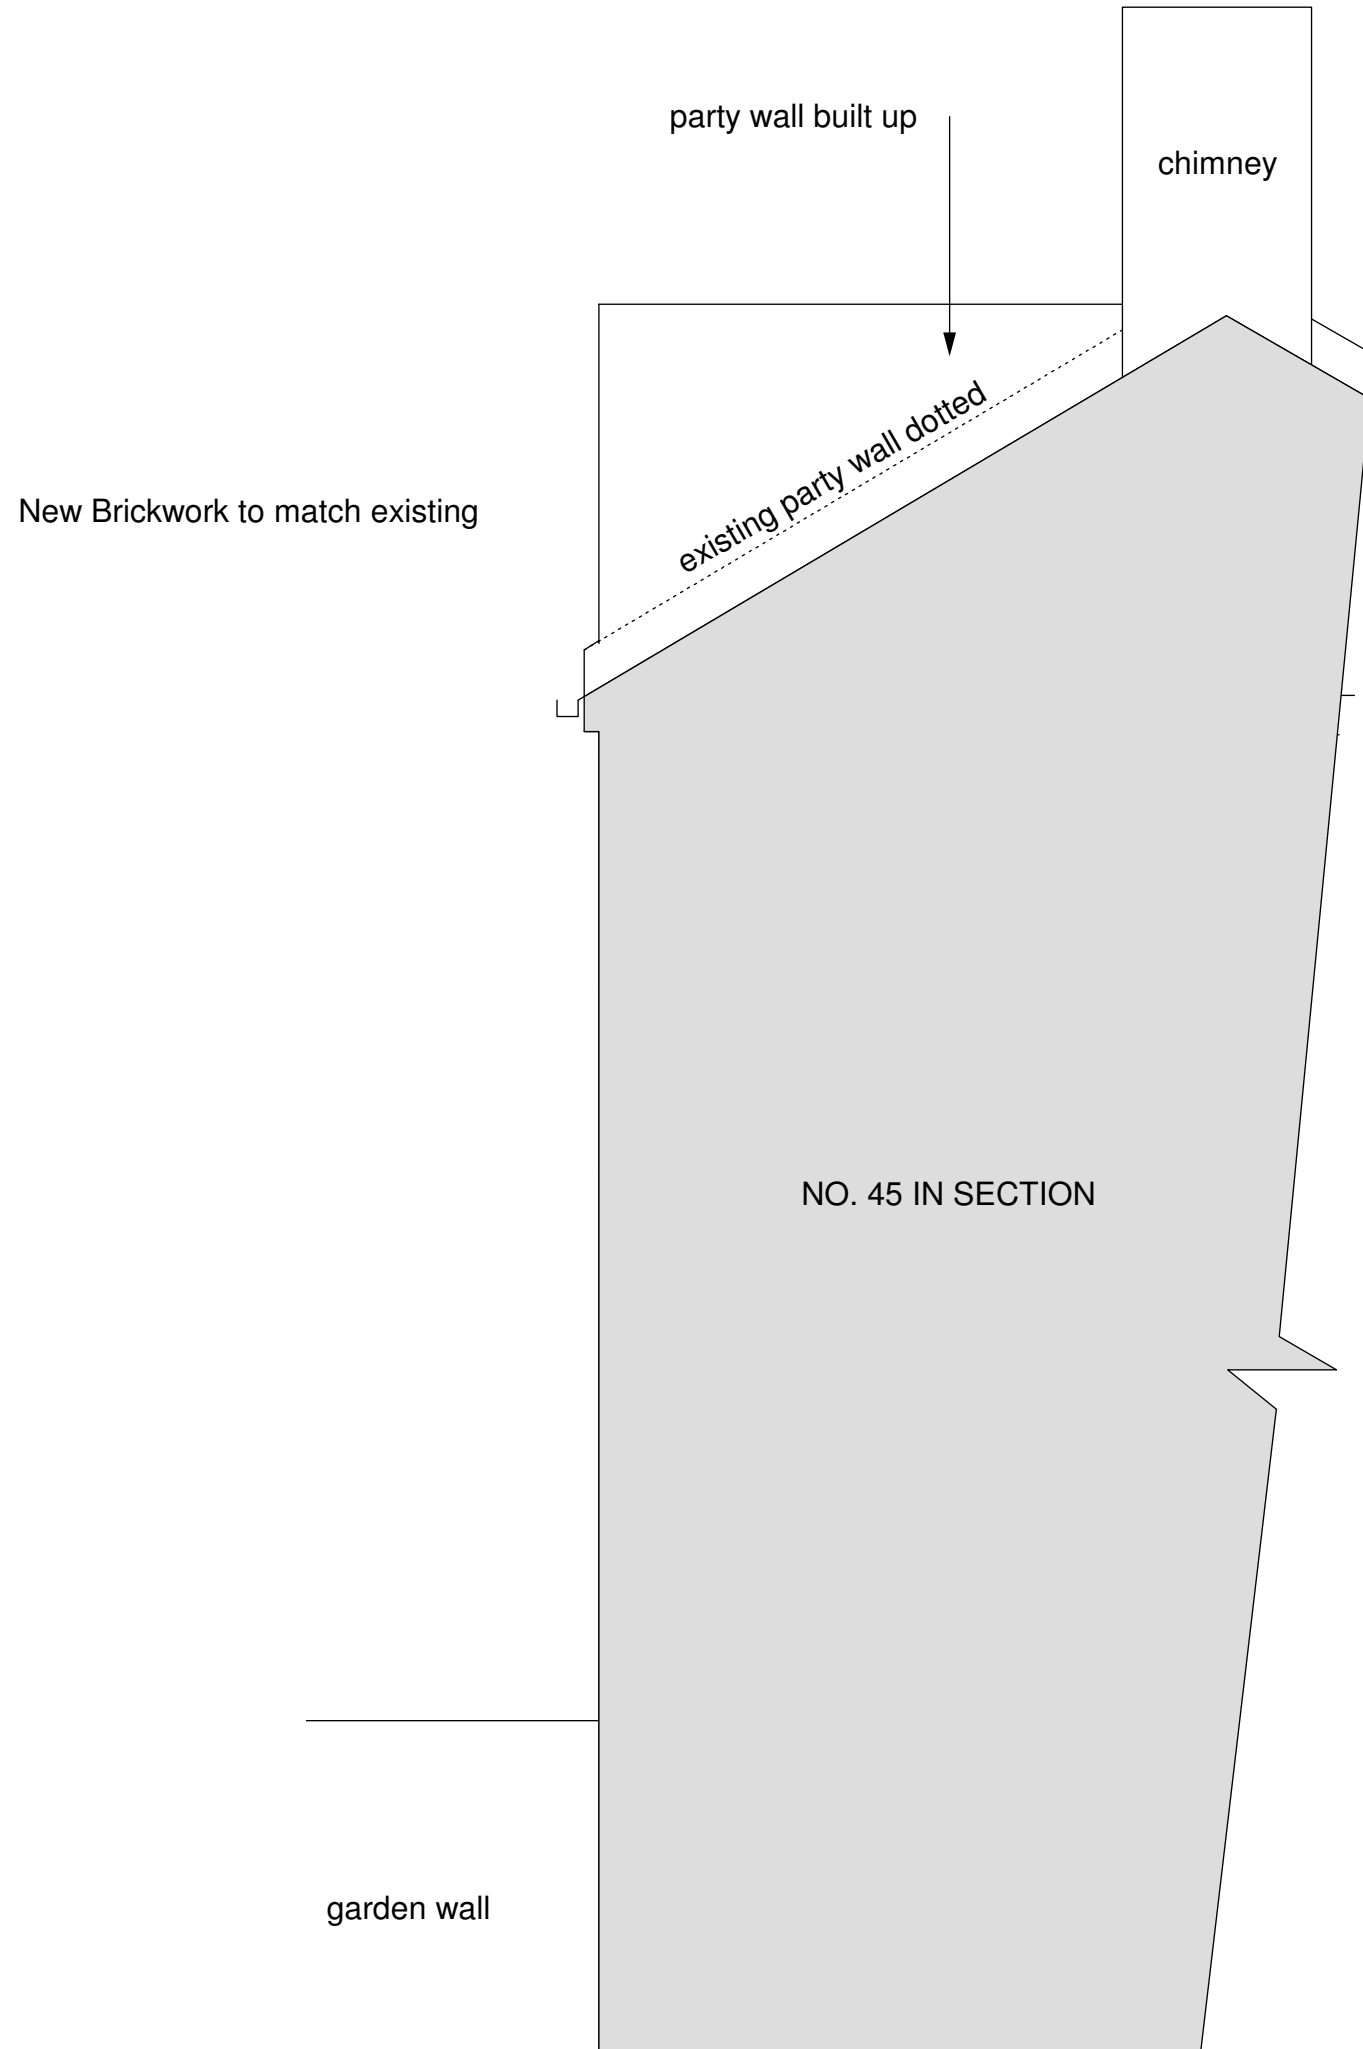 party wall built up
chimney
existing party wall dotted
New Brickwork to match existing
NO. 45 IN SECTION
garden wall